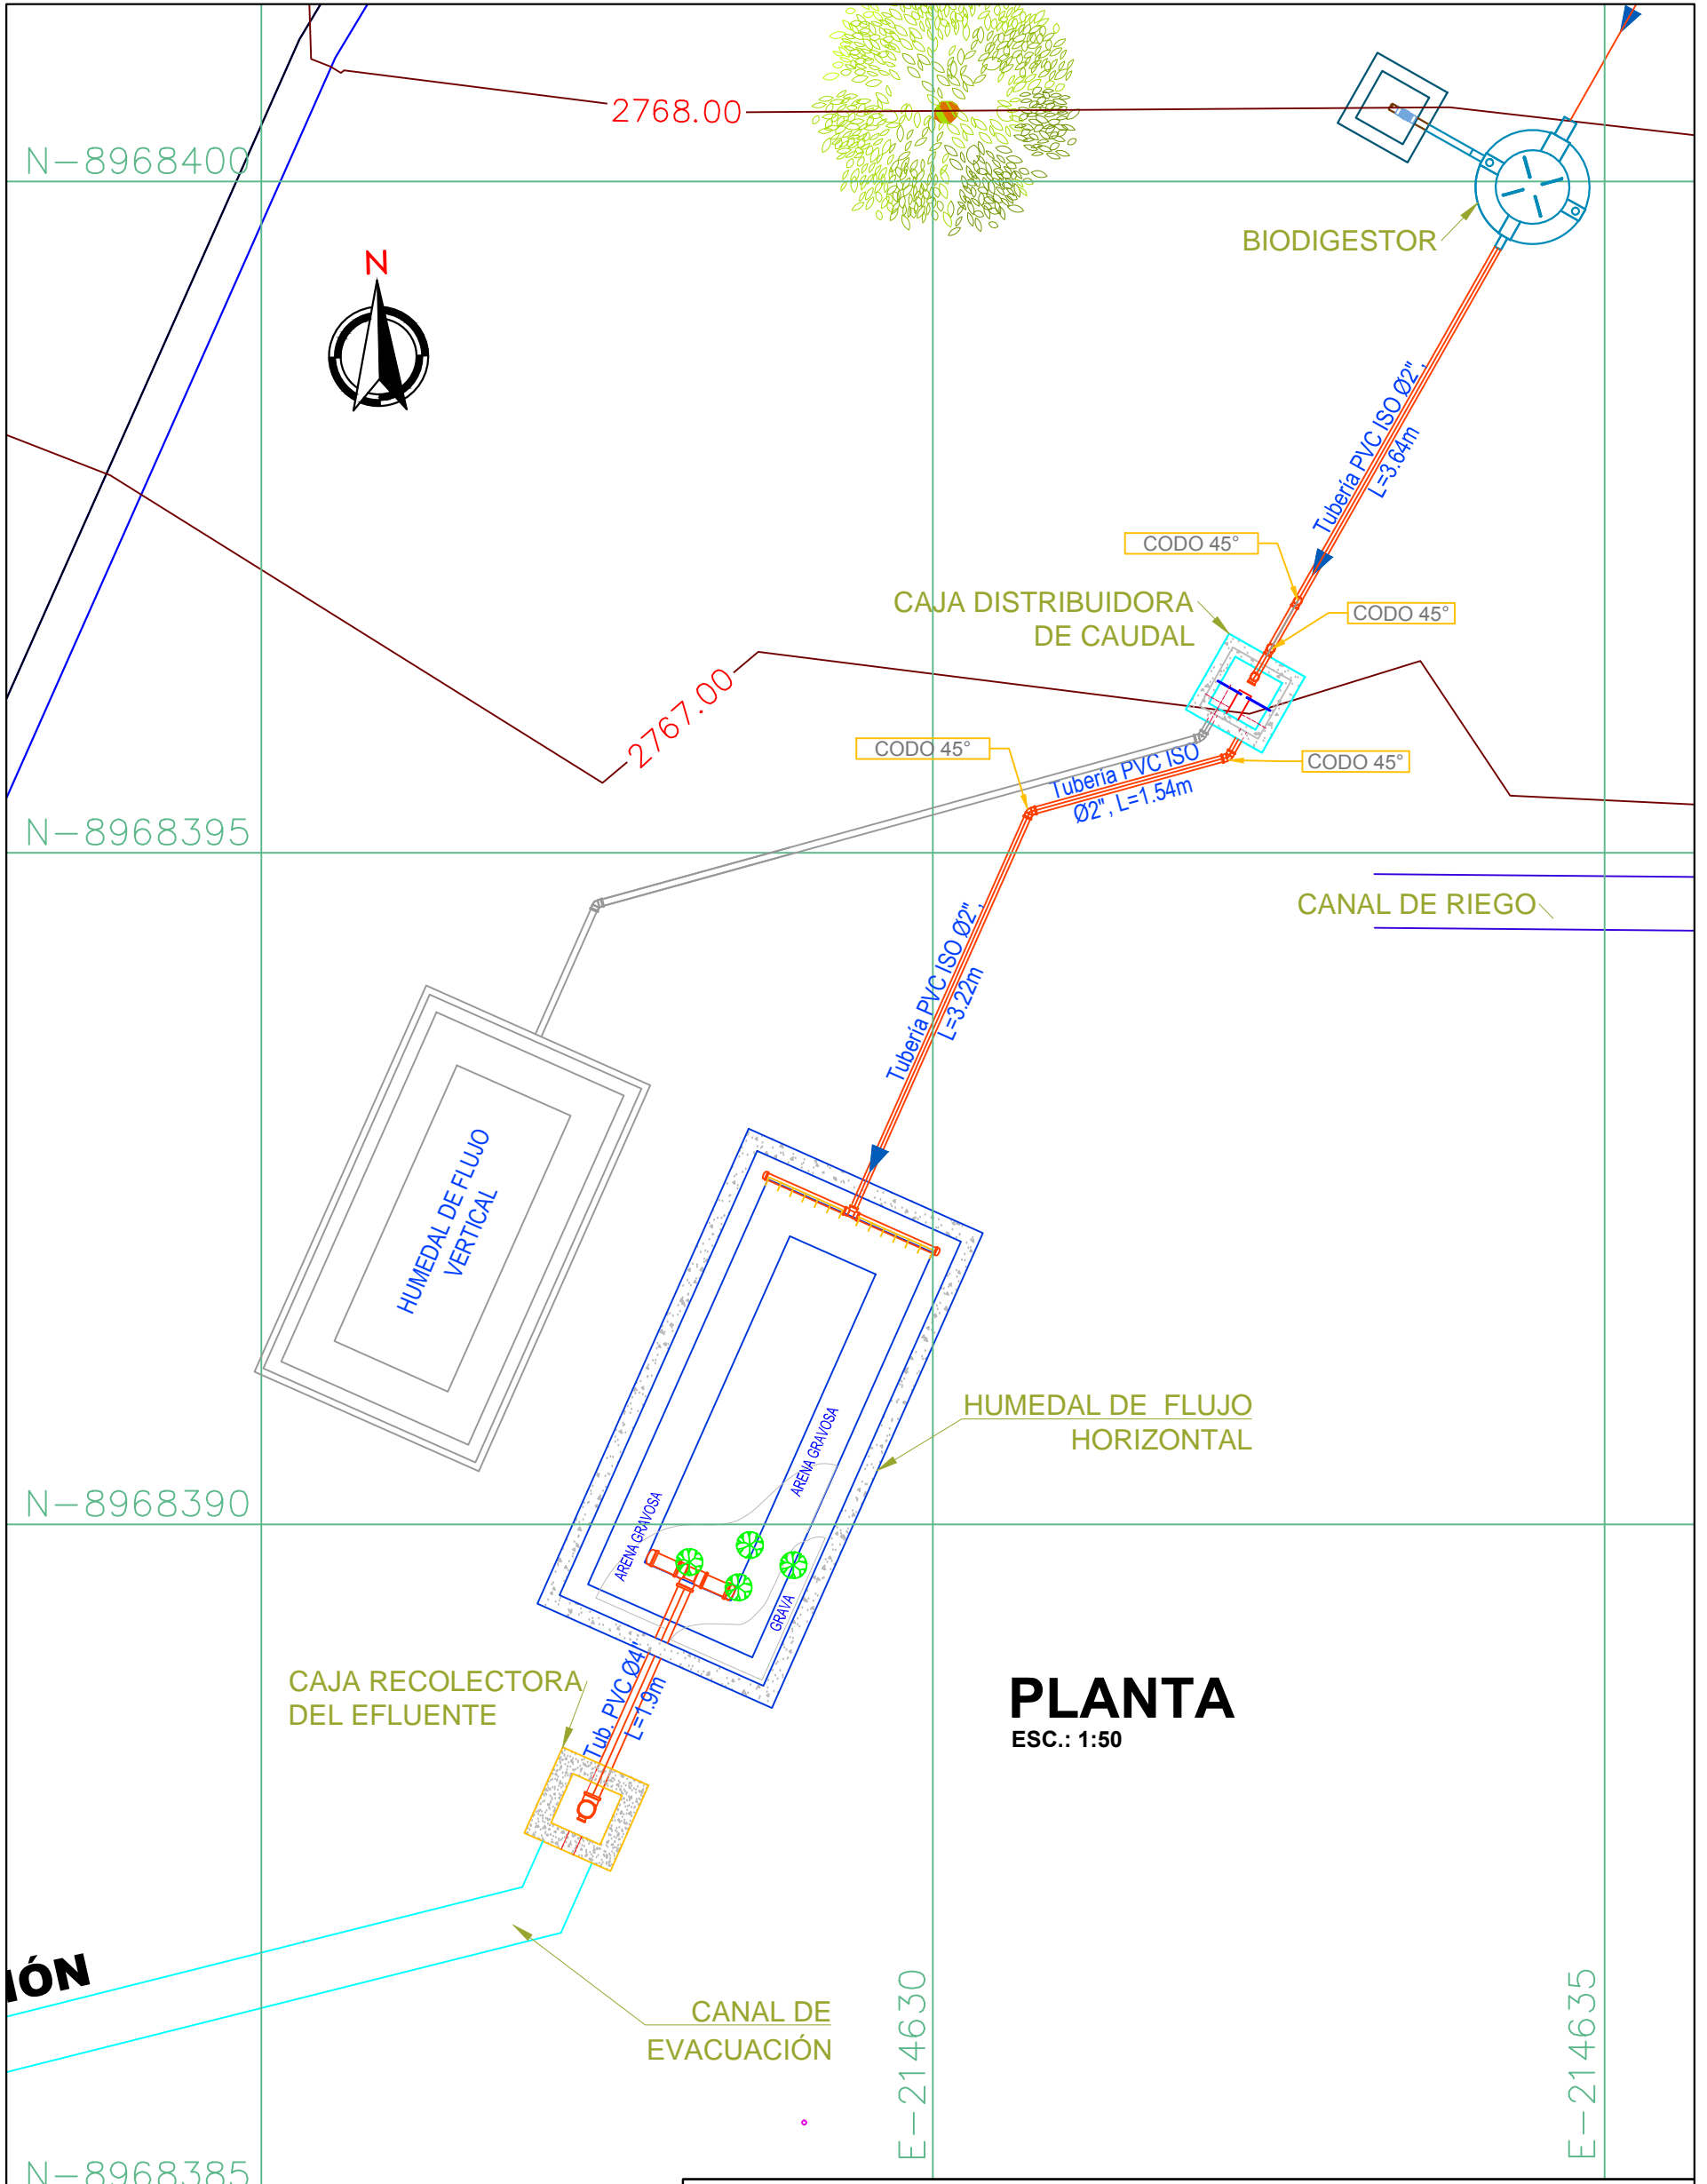 2768.00
N-8968400
N
BIODIGESTOR
Tubería PVC ISO Ø2",
L=3.64m
CODO 45°
CAJA DISTRIBUIDORA
DE CAUDAL
CODO 45°
2767.00
CODO 45°
Tubería PVC ISO
Ø2", L=1.54m
CODO 45°
N-8968395
CANAL DE RIEGO
Tubería PVC ISO Ø2",
L=3.22m
HUMEDAL DE FLUJO
VERTICAL
HUMEDAL DE FLUJO
HORIZONTAL
ARENA GRAVOSA
ARENA GRAVOSA
N-8968390
GRAVA
CAJA RECOLECTORA
DEL EFLUENTE
Tub. PVC Ø4"
L=1.9m
PLANTA
ESC.: 1:50
IÓN
CANAL DE
EVACUACIÓN
E-214630
E-214635
N-8968385